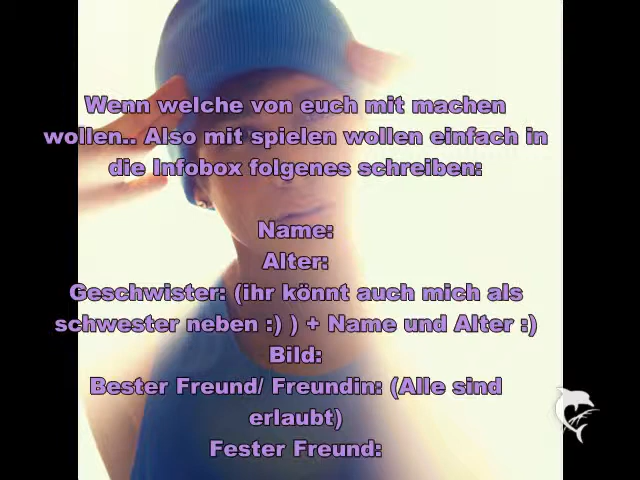 Wenn welche von euch mit machen
wollen.. Also mit spielen wollen einfach in
die Infobox folgenes schreiben:
Name:
Alter:
Geschwister: (ihr könnt auch mich als
schwester neben :) ) + Name und Alter :)
Bild:
Bester Freund/ Freundin: (Alle sind
erlaubt)
Fester Freund: